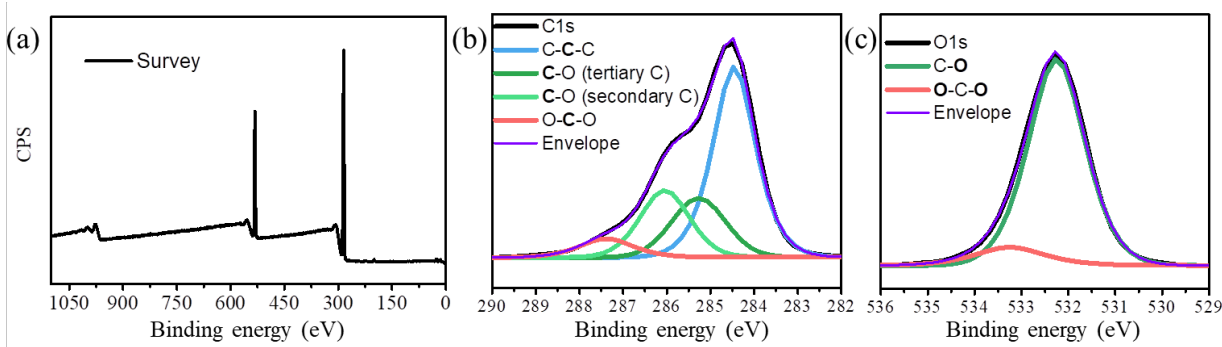 (a)
Survey
CPS
1050 900 750 600 450 300 150 0
Binding energy (eV)
(b)
C1s
C-C-C
C-O (tertiary C)
C-O (secondary C)
O-C-O
Envelope
290 289 288 287 286 285 284 283 282
Binding energy (eV)
(c)
O1s
C-O
O-C-O
Envelope
536 535 534 533 532 531 530 529
Binding energy (eV)